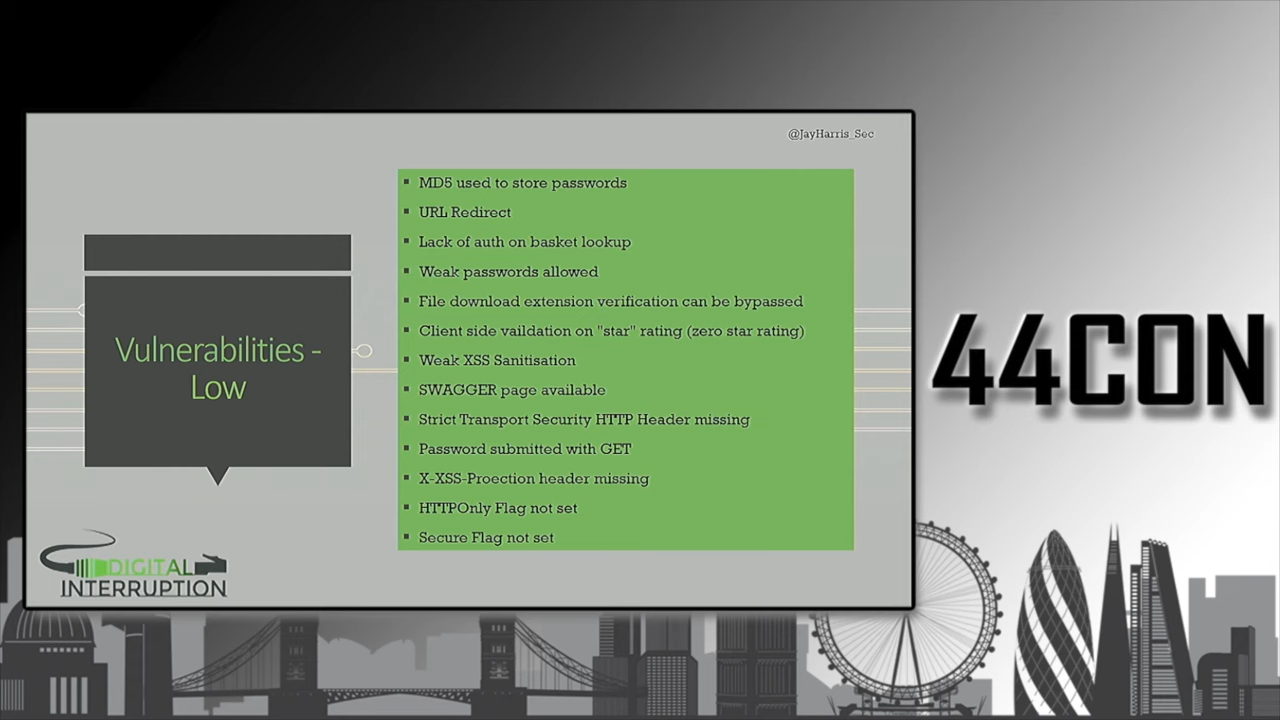 @JayHarris_Sec
Vulnerabilities -
Low
MD5 used to store passwords
URL Redirect
Lack of auth on basket lookup
Weak passwords allowed
File download extension verification can be bypassed
Client side vaildation on "star" rating (zero star rating)
Weak XSS Sanitisation
SWAGGER page available
Strict Transport Security HTTP Header missing
Password submitted with GET
X-XSS-Proection header missing
HTTPOnly Flag not set
Secure Flag not set
DIGITAL
INTERRUPTION
44CON